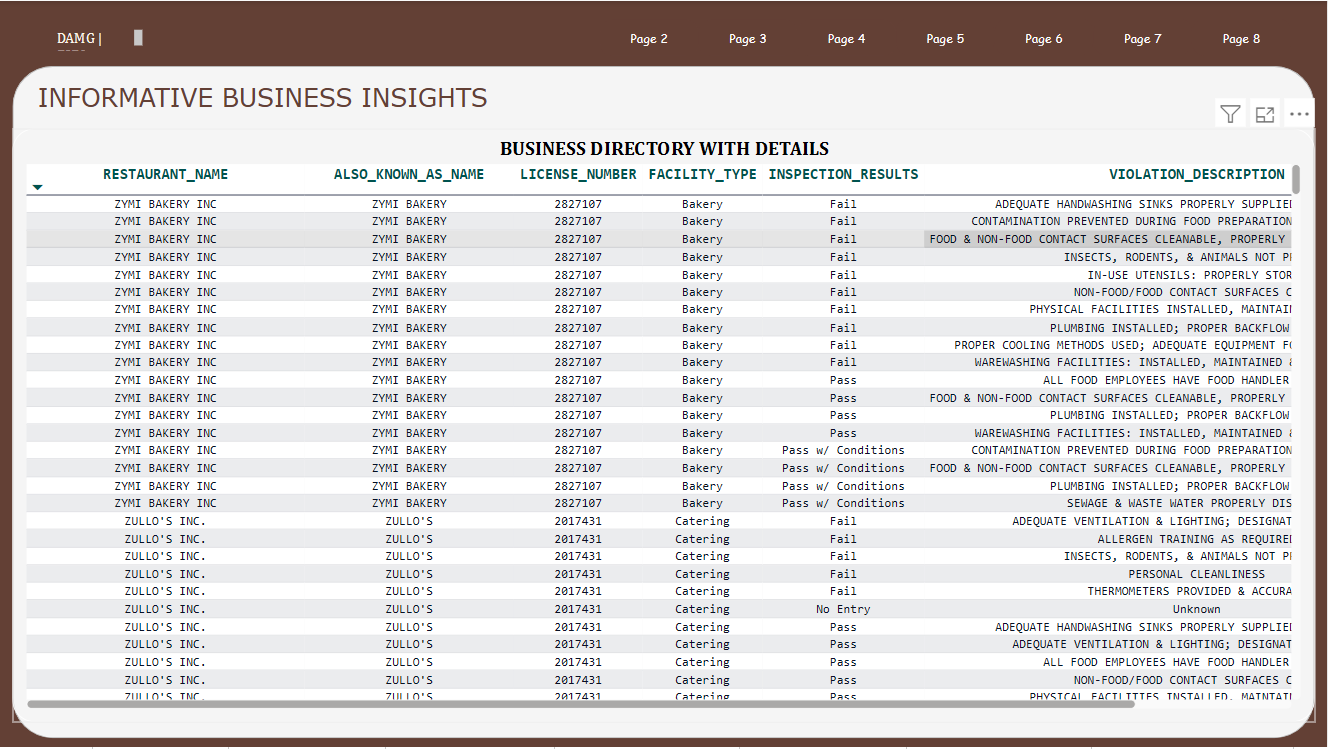 DAMG |
Page 2 Page 3 Page 4 Page 5 Page 6 Page 7 Page 8
INFORMATIVE BUSINESS INSIGHTS
BUSINESS DIRECTORY WITH DETAILS
RESTAURANT_NAME ALSO_KNOWN_AS_NAME LICENSE_NUMBER FACILITY_TYPE INSPECTION_RESULTS VIOLATION_DESCRIPTION
ZYMI BAKERY INC ZYMI BAKERY 2827107 Bakery Fail ADEQUATE HANDWASHING SINKS PROPERLY SUPPLIE
ZYMI BAKERY INC ZYMI BAKERY 2827107 Bakery Fail CONTAMINATION PREVENTED DURING FOOD PREPARATION
ZYMI BAKERY INC ZYMI BAKERY 2827107 Bakery Fail FOOD & NON-FOOD CONTACT SURFACES CLEANABLE, PROPERLY
ZYMI BAKERY INC ZYMI BAKERY 2827107 Bakery Fail INSECTS, RODENTS, & ANIMALS NOT P
ZYMI BAKERY INC ZYMI BAKERY 2827107 Bakery Fail IN-USE UTENSILS: PROPERLY STOR
ZYMI BAKERY INC ZYMI BAKERY 2827107 Bakery Fail NON-FOOD/FOOD CONTACT SURFACES C
ZYMI BAKERY INC ZYMI BAKERY 2827107 Bakery Fail PHYSICAL FACILITIES INSTALLED, MAINTAI
ZYMI BAKERY INC ZYMI BAKERY 2827107 Bakery Fail PLUMBING INSTALLED; PROPER BACKFLOW
ZYMI BAKERY INC ZYMI BAKERY 2827107 Bakery Fail PROPER COOLING METHODS USED; ADEQUATE EQUIPMENT F
ZYMI BAKERY INC ZYMI BAKERY 2827107 Bakery Fail WAREWASHING FACILITIES: INSTALLED, MAINTAINED &
ZYMI BAKERY INC ZYMI BAKERY 2827107 Bakery Pass ALL FOOD EMPLOYEES HAVE FOOD HANDLER
ZYMI BAKERY INC ZYMI BAKERY 2827107 Bakery Pass FOOD & NON-FOOD CONTACT SURFACES CLEANABLE, PROPERLY
ZYMI BAKERY INC ZYMI BAKERY 2827107 Bakery Pass PLUMBING INSTALLED; PROPER BACKFLOW
ZYMI BAKERY INC ZYMI BAKERY 2827107 Bakery Pass WAREWASHING FACILITIES: INSTALLED, MAINTAINED &
ZYMI BAKERY INC ZYMI BAKERY 2827107 Bakery Pass w/ Conditions CONTAMINATION PREVENTED DURING FOOD PREPARATION
ZYMI BAKERY INC ZYMI BAKERY 2827107 Bakery Pass w/ Conditions FOOD & NON-FOOD CONTACT SURFACES CLEANABLE, PROPERLY
ZYMI BAKERY INC ZYMI BAKERY 2827107 Bakery Pass w/ Conditions PLUMBING INSTALLED; PROPER BACKFLOW
ZYMI BAKERY INC ZYMI BAKERY 2827107 Bakery Pass w/ Conditions SEWAGE & WASTE WATER PROPERLY DIS
ZULLO'S INC. ZULLO'S 2017431 Catering Fail ADEQUATE VENTILATION & LIGHTING; DESIGNAT
ZULLO'S INC. ZULLO'S 2017431 Catering Fail ALLERGEN TRAINING AS REQUIRE
ZULLO'S INC. ZULLO'S 2017431 Catering Fail INSECTS, RODENTS, & ANIMALS NOT P
ZULLO'S INC. ZULLO'S 2017431 Catering Fail PERSONAL CLEANLINESS
ZULLO'S INC. ZULLO'S 2017431 Catering Fail THERMOMETERS PROVIDED & ACCURA
ZULLO'S INC. ZULLO'S 2017431 Catering No Entry Unknown
ZULLO'S INC. ZULLO'S 2017431 Catering Pass ADEQUATE HANDWASHING SINKS PROPERLY SUPPLIE
ZULLO'S INC. ZULLO'S 2017431 Catering Pass ADEQUATE VENTILATION & LIGHTING; DESIGNAT
ZULLO'S INC. ZULLO'S 2017431 Catering Pass ALL FOOD EMPLOYEES HAVE FOOD HANDLER
ZULLO'S INC. ZULLO'S 2017431 Catering Pass NON-FOOD/FOOD CONTACT SURFACES C
ZULLO'S INC. ZULLO'S 2017431 Catering Pass PHYSICAL FACILITIES INSTALLED, MAINTAI